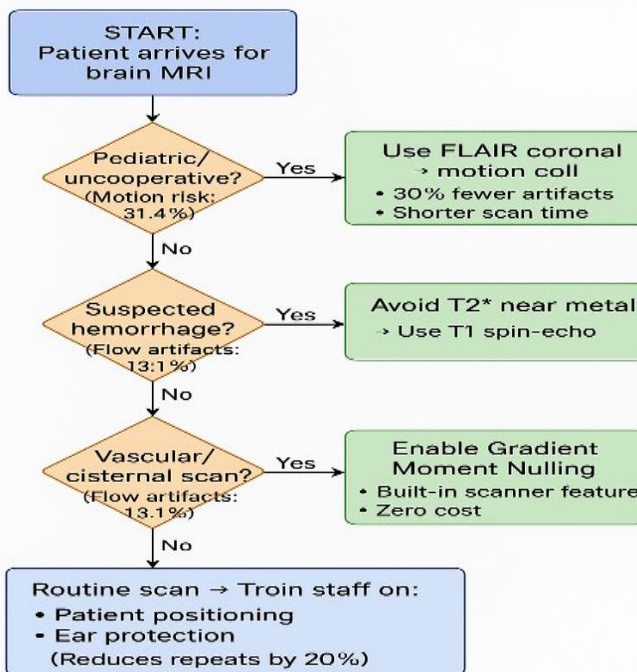 START:
Patient arrives for
brain MRI
Pediatric/
uncooperative?
(Motion risk:
31.4%)
Yes
Use FLAIR coronal
→ motion coll
• 30% fewer artifacts
• Shorter scan time
No
Suspected
hemorrhage?
(Flow artifacts:
13:1%)
Yes
Avoid T2* near metal
→ Use T1 spin-echo
No
Vascular/
cisternal scan?
(Flow artifacts:
13.1%)
Yes
Enable Gradient
Moment Nulling
• Built-in scanner feature
• Zero cost
No
Routine scan → Troin staff on:
• Patient positioning
• Ear protection
(Reduces repeats by 20%)